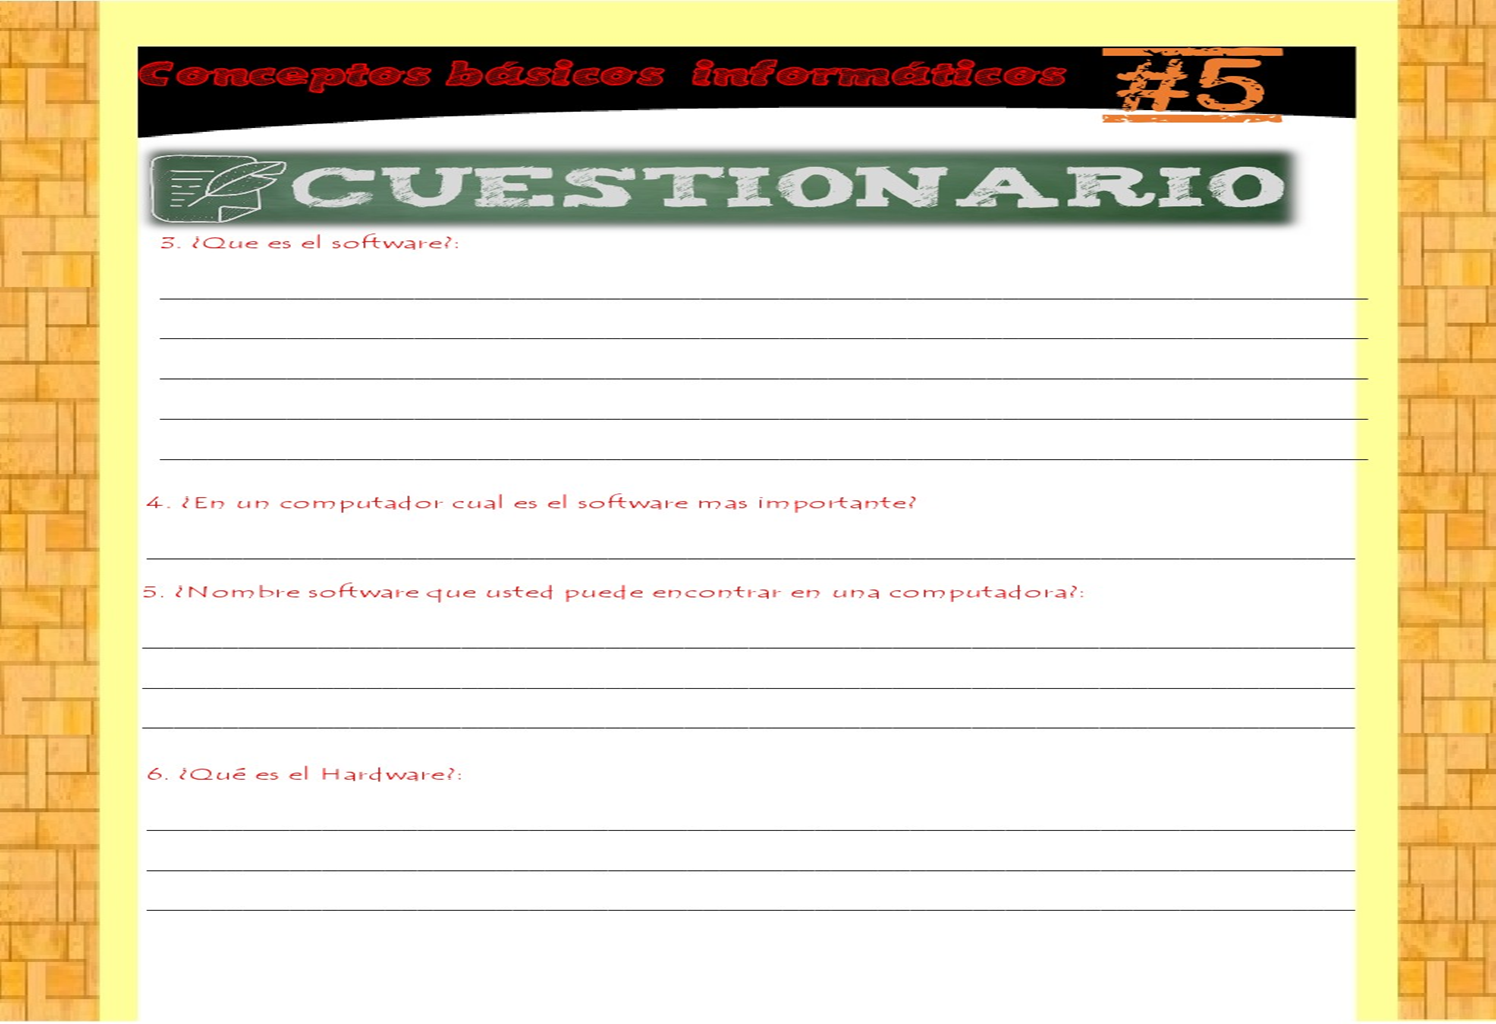 Conceptos básicos informáticos #5
CUESTIONARIO
3. ¿Que es el software?:
4. ¿En un computador cual es el software mas importante?
5. ¿Nombre software que usted puede encontrar en una computadora?:
6. ¿Qué es el Hardware?: